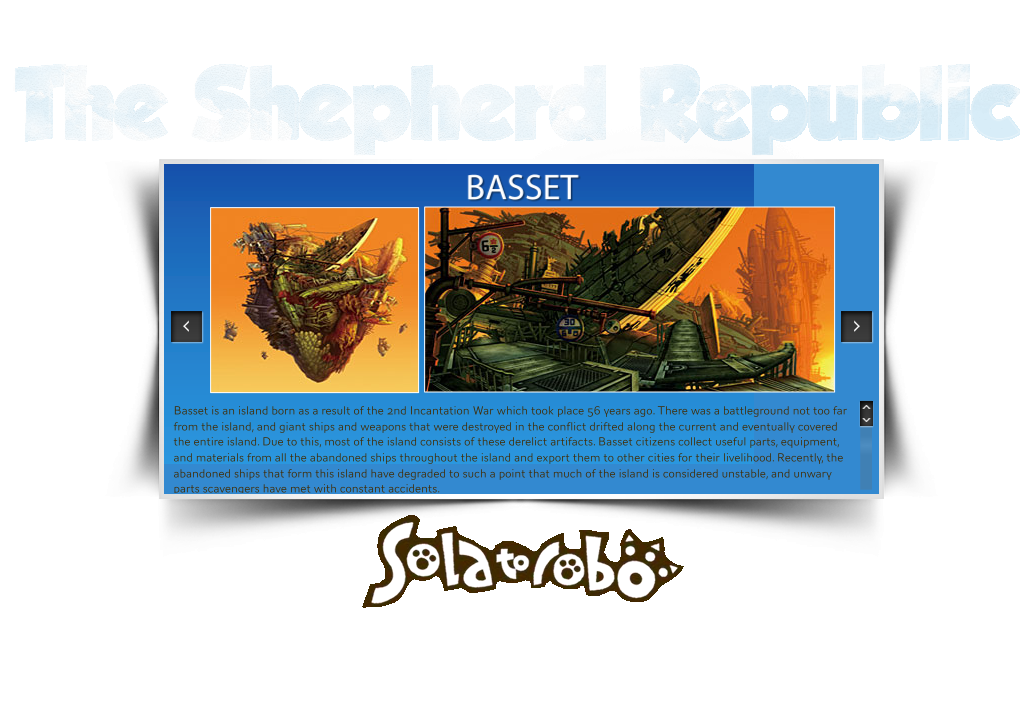 The Shepherd Republic
BASSET
Basset is an island born as a result of the 2nd Incantation War which took place 56 years ago. There was a battleground not too far
from the island, and giant ships and weapons that were destroyed in the conflict drifted along the current and eventually covered
the entire island. Due to this, most of the island consists of these derelict artifacts. Basset citizens collect useful parts, equipment,
and materials from all the abandoned ships throughout the island and export them to other cities for their livelihood. Recently, the
abandoned ships that form this island have degraded to such a point that much of the island is considered unstable, and unwary
parts scavengers have met with constant accidents.
Solatorobo